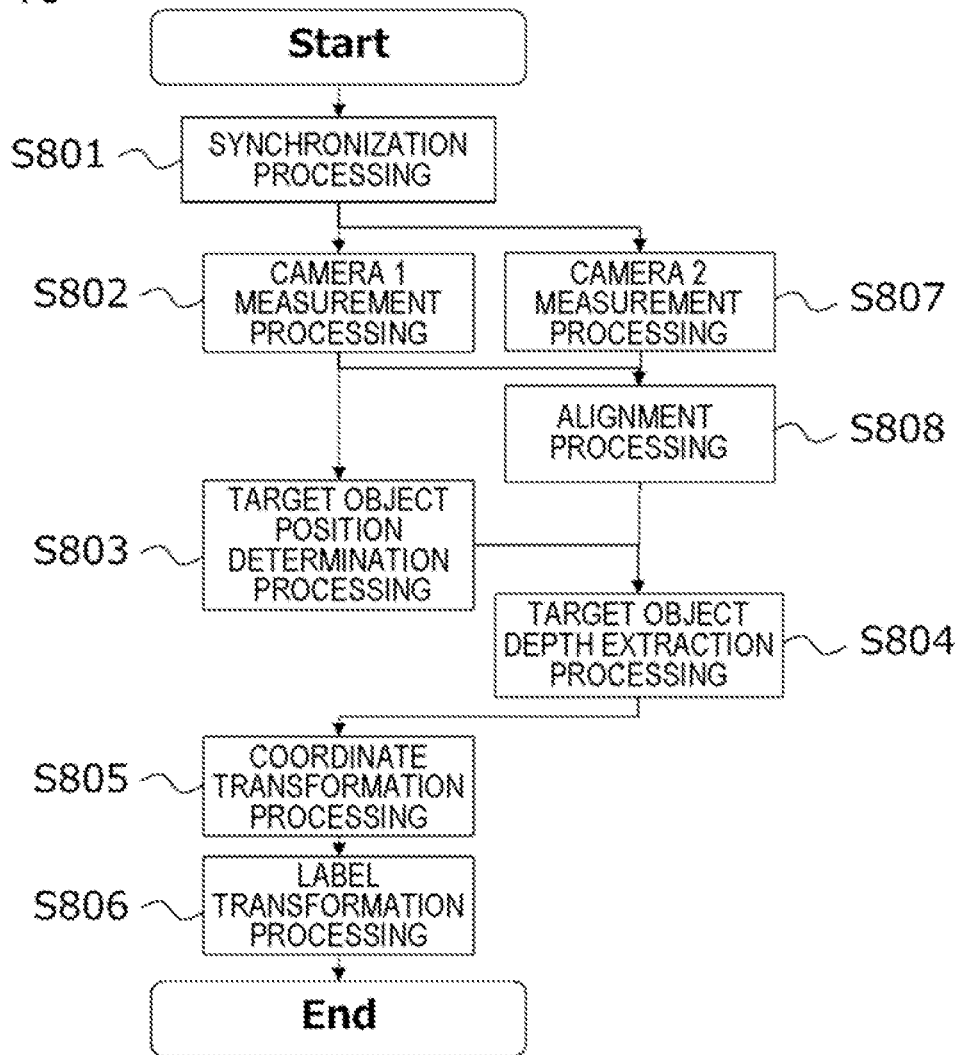 Start
S801
SYNCHRONIZATION
PROCESSING
S802
CAMERA 1
MEASUREMENT
PROCESSING
CAMERA 2
MEASUREMENT
PROCESSING
S807
ALIGNMENT
PROCESSING
S808
S803
TARGET OBJECT
POSITION
DETERMINATION
PROCESSING
TARGET OBJECT
DEPTH EXTRACTION
PROCESSING
S804
S805
COORDINATE
TRANSFORMATION
PROCESSING
S806
LABEL
TRANSFORMATION
PROCESSING
End